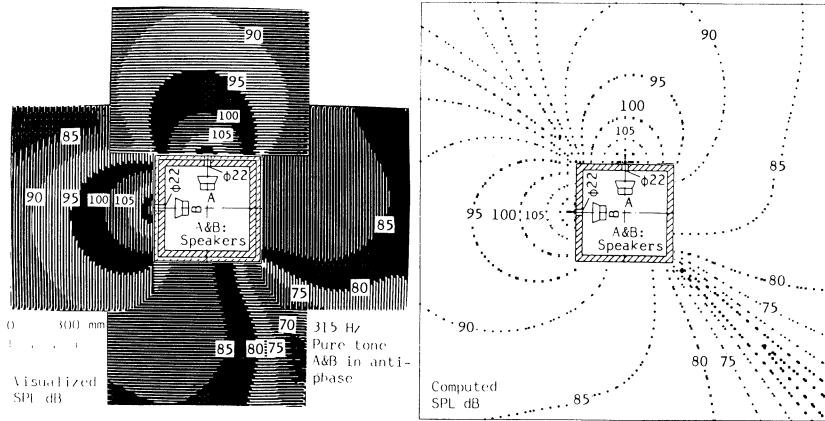 90
95
100
105
85
90
95
100
105
φ22
φ22
A
B
A&B:
Speakers
85
75
80
85
80
75
70
0 300 mm
315 Hz
Pure tone
A&B in anti-
phase
Visualized
SPL dB
90
95
100
105
85
φ22
φ22
A
B
95
100
105
A&B:
Speakers
90
80
75
80
75
85
Computed
SPL dB